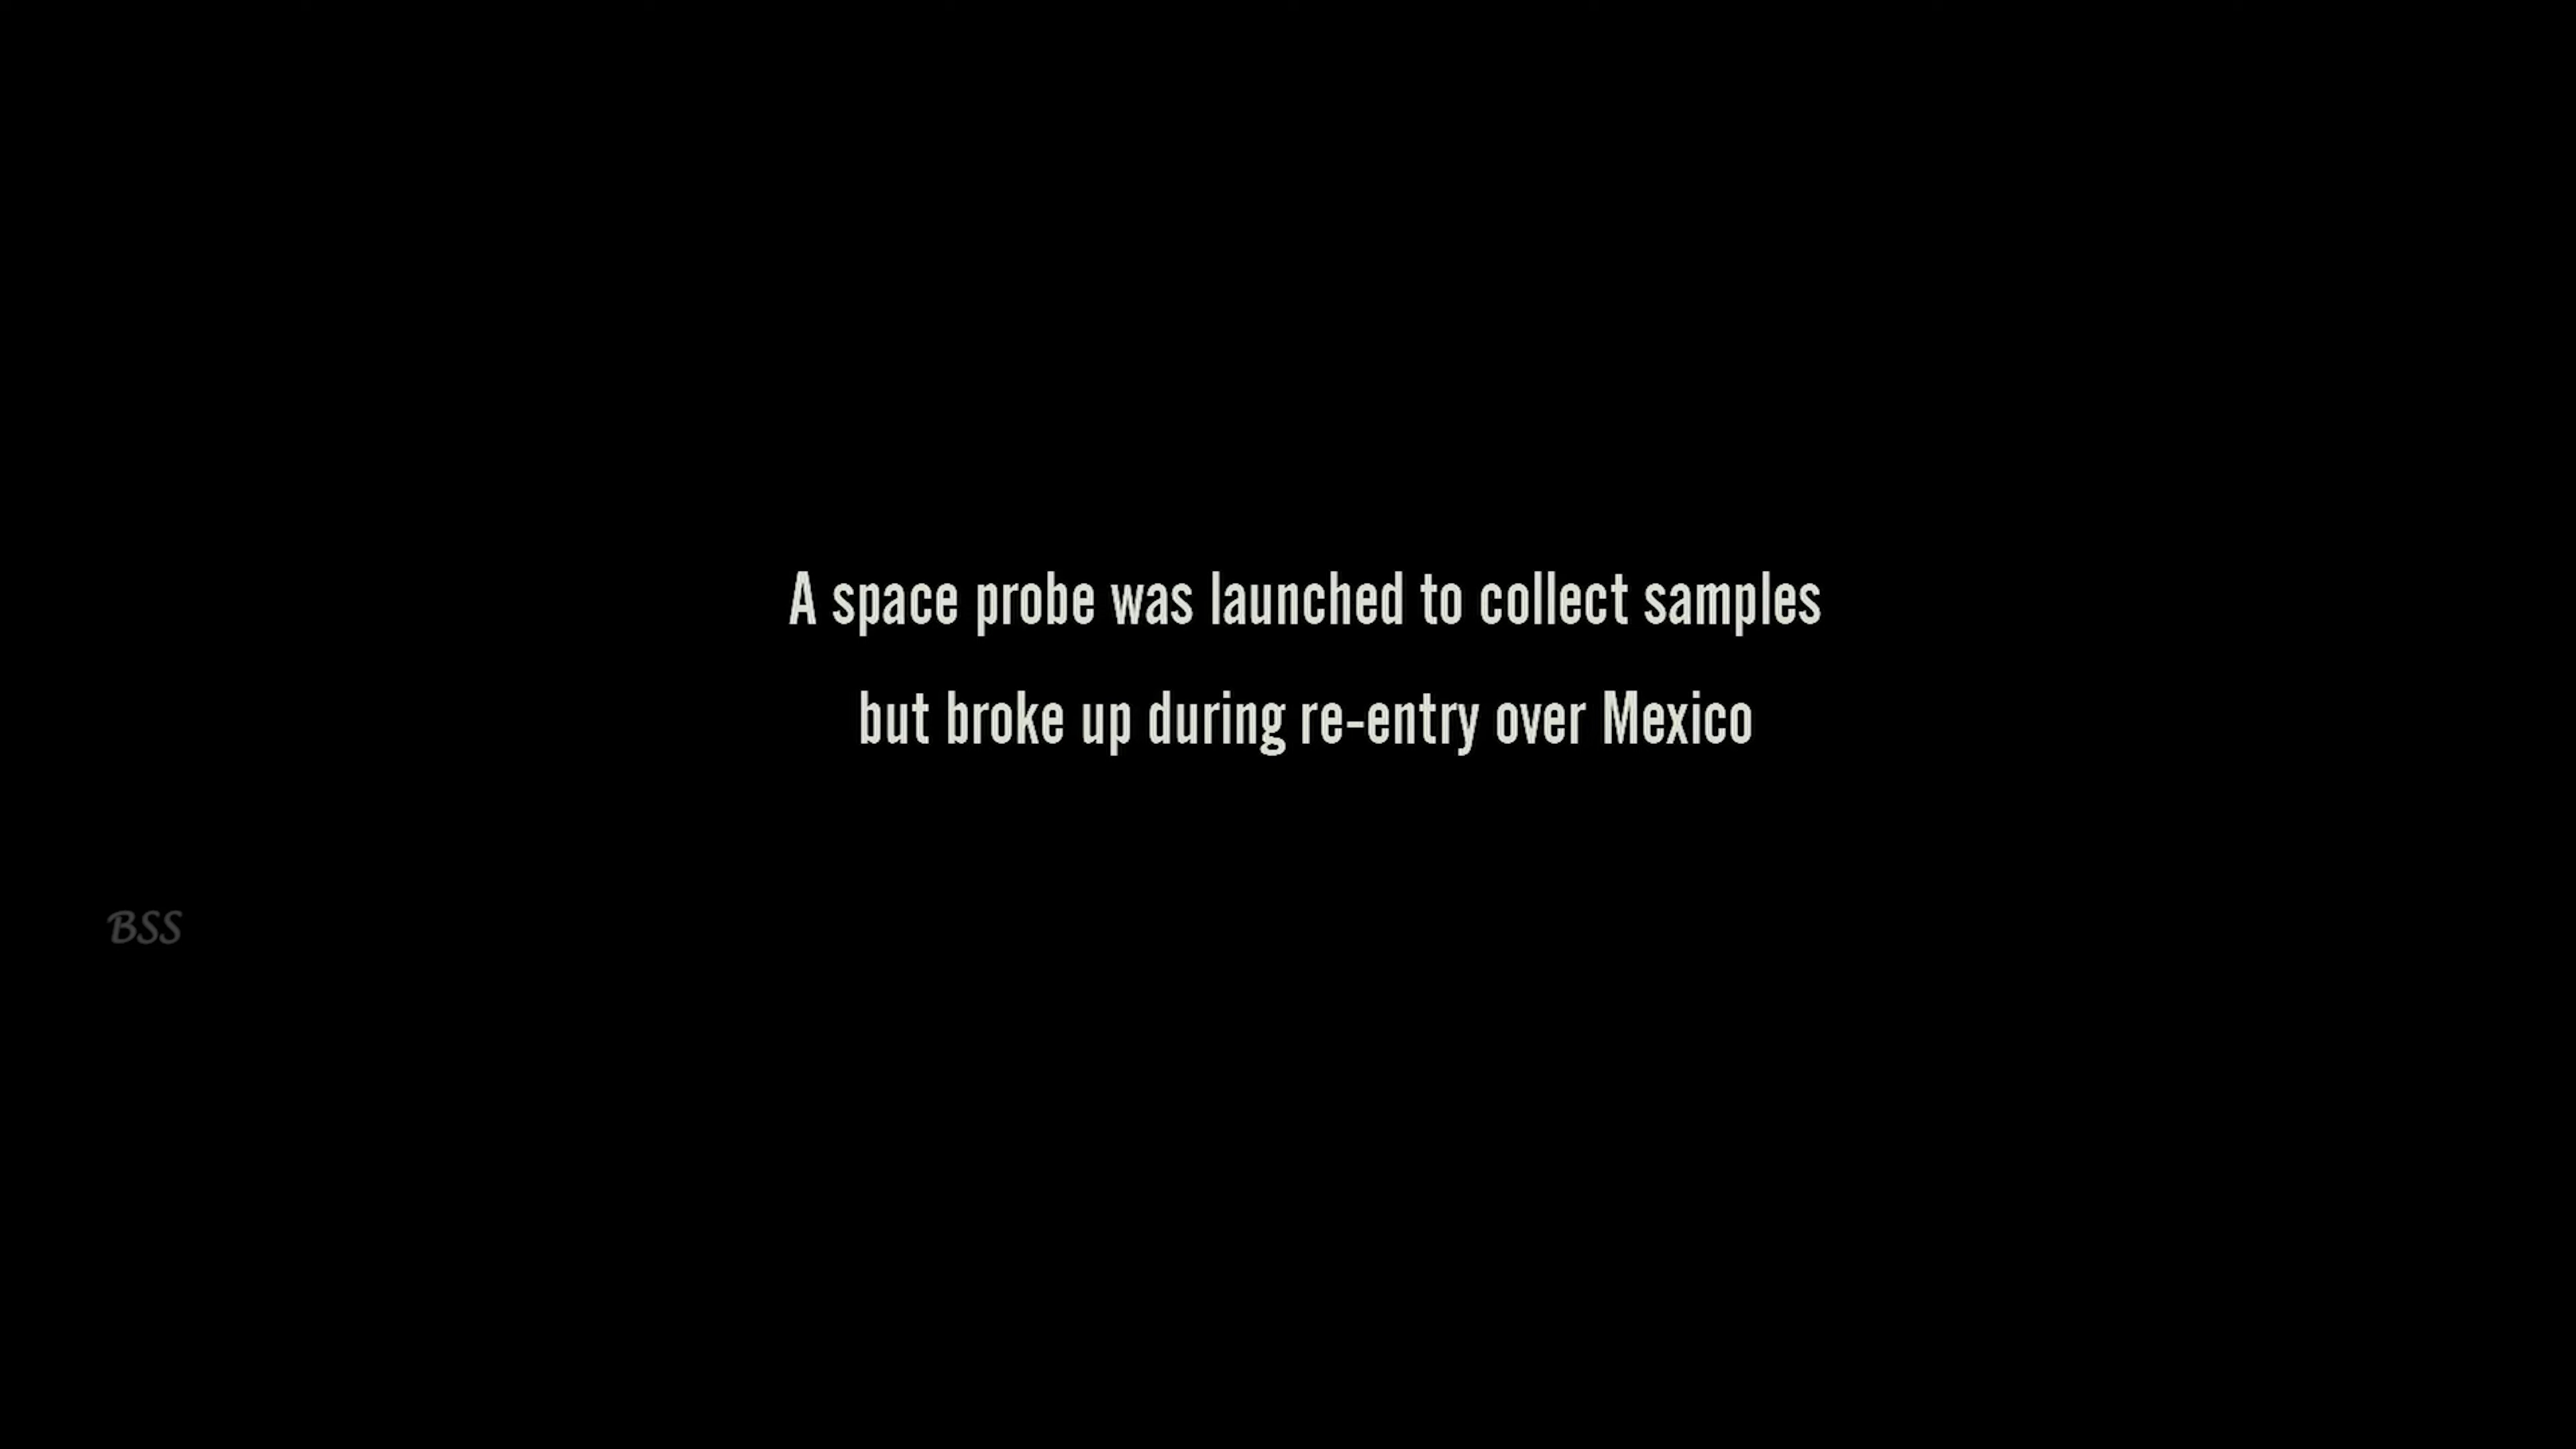 A space probe was launched to collect samples
but broke up during re-entry over Mexico
BSS